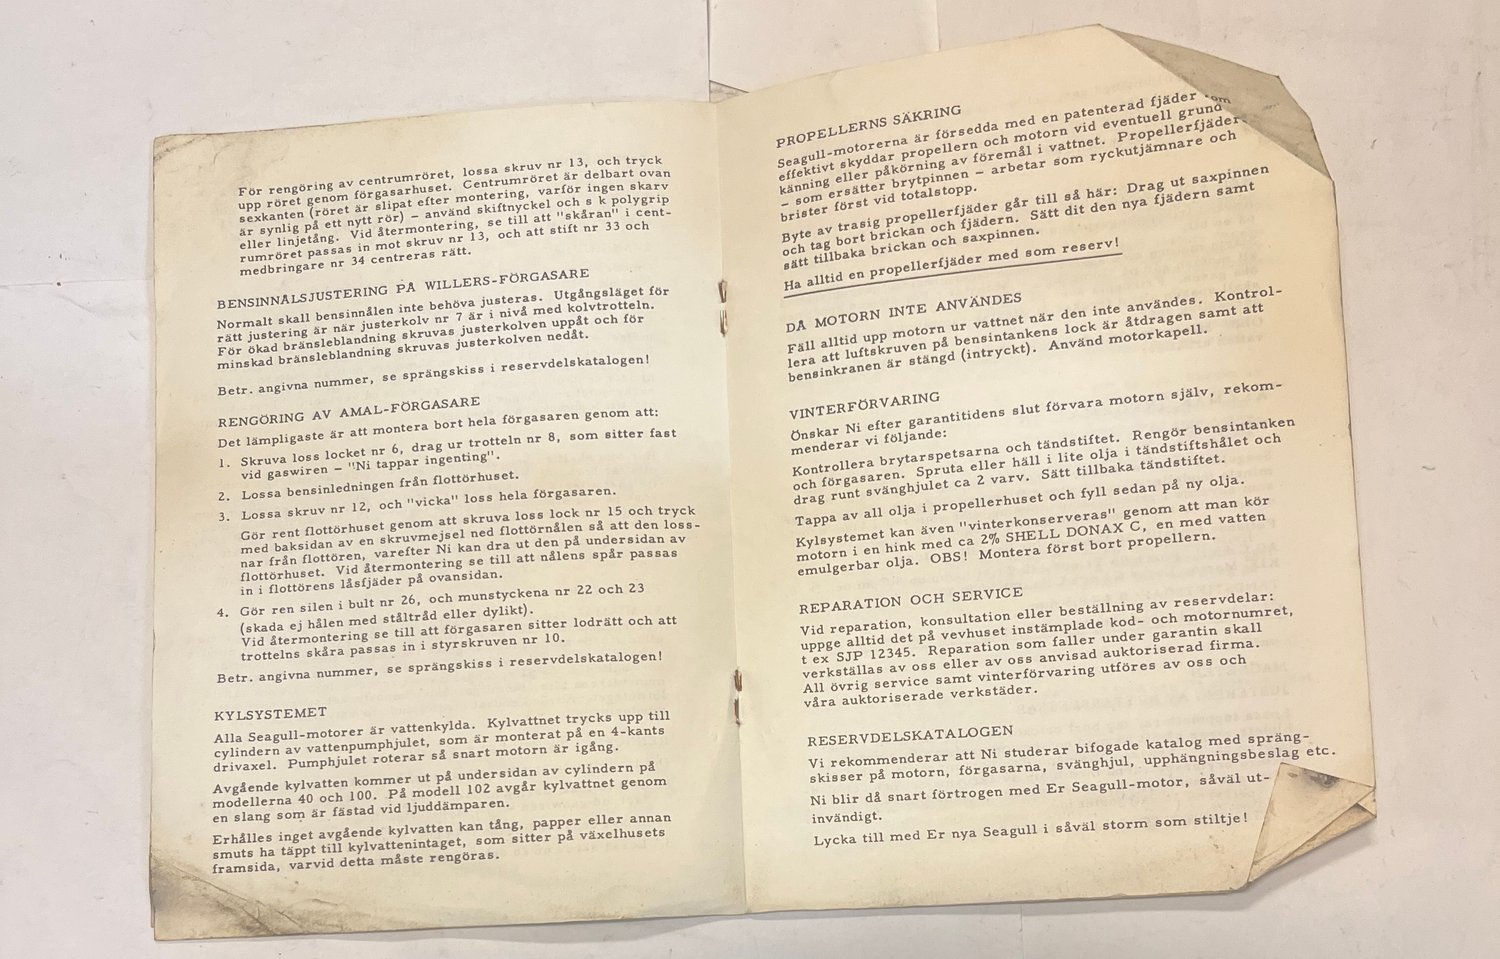 För rengöring av centrumröret, lossa skruv nr 13, och tryck
upp röret genom förgasarhuset. Centrumröret är delbart ovan
sexkanten (röret är slipat efter montering, varför ingen skarv
är synlig på ett nytt rör) - använd skiftnyckel och s k polygrip
eller linjetång. Vid återmontering, se till att "skåran" i cent-
rumröret passas in mot skruv nr 13, och att stift nr 33 och
medbringare nr 34 centreras rätt.
BENSINNÅLSJUSTERING PÅ WILLERS-FÖRGASARE
Normalt skall bensinnålen inte behöva justeras. Utgångsläget för
rätt justering är när justerkolv nr 7 är i nivå med kolvtrotteln.
För ökad bränsleblandning skruvas justerkolven uppåt och för
minskad bränsleblandning skruvas justerkolven nedåt.
Betr. angivna nummer, se sprängskiss i reservdelskatalogen!
RENGÖRING AV AMAL-FÖRGASARE
Det lämpligaste är att montera bort hela förgasaren genom att:
1. Skruva loss locket nr 6, drag ur trotteln nr 8, som sitter fast
vid gaswiren - "Ni tappar ingenting".
2. Lossa bensinledningen från flottörhuset.
3. Lossa skruv nr 12, och "vicka" loss hela förgasaren.
Gör rent flottörhuset genom att skruva loss lock nr 15 och tryck
med baksidan av en skruvmejsel ned flottörnålen så att den loss-
nar från flottören, varefter Ni kan dra ut den på undersidan av
flottörhuset. Vid återmontering se till att nålens spår passas
in i flottörens låsfjäder på ovansidan.
4. Gör ren silen i bult nr 26, och munstyckena nr 22 och 23
(skada ej hålen med ståltråd eller dylikt).
Vid återmontering se till att förgasaren sitter lodrätt och att
trottelns skåra passas in i styrskruven nr 10.
Betr. angivna nummer, se sprängskiss i reservdelskatalogen!
KYLSYSTEMET
Alla Seagull-motorer är vattenkylda. Kylvattnet trycks upp till
cylindern av vattenpumphjulet, som är monterat på en 4-kants
drivaxel. Pumphjulet roterar så snart motorn är igång.
Avgående kylvatten kommer ut på undersidan av cylindern på
modellerna 40 och 100. På modell 102 avgår kylvattnet genom
en slang som är fästad vid ljuddämparen.
Erhålles inget avgående kylvatten kan tång, papper eller annan
smuts ha täppt till kylvattenintaget, som sitter på växelhusets
framsida, varvid detta måste rengöras.
PROPELLERNS SÄKRING
Seagull-motorerna är försedda med en patenterad fjäder som
effektivt skyddar propellern och motorn vid eventuell grund
känning eller påkörning av föremål i vattnet. Propellerfjäder
- som ersätter brytpinnen - arbetar som ryckutjämnare och
brister först vid totalstopp.
Byte av trasig propellerfjäder går till så här: Drag ut saxpinnen
och tag bort brickan och fjädern. Sätt dit den nya fjädern samt
sätt tillbaka brickan och saxpinnen.
Ha alltid en propellerfjäder med som reserv!
DÅ MOTORN INTE ANVÄNDES
Fäll alltid upp motorn ur vattnet när den inte användes. Kontrol-
lera att luftskruven på bensintankens lock är åtdragen samt att
bensinkranen är stängd (intryckt). Använd motorkapell.
VINTERFÖRVARING
Önskar Ni efter garantitidens slut förvara motorn själv, rekom-
menderar vi följande:
Kontrollera brytarspetsarna och tändstiftet. Rengör bensintanken
och förgasaren. Spruta eller häll i lite olja i tändstiftshålet och
drag runt svänghjulet ca 2 varv. Sätt tillbaka tändstiftet.
Tappa av all olja i propellerhuset och fyll sedan på ny olja.
Kylsystemet kan även "vinterkonserveras" genom att man kör
motorn i en hink med ca 2% SHELL DONAX C, en med vatten
emulgerbar olja. OBS! Montera först bort propellern.
REPARATION OCH SERVICE
Vid reparation, konsultation eller beställning av reservdelar:
uppge alltid det på vevhuset instämplade kod- och motornumret,
t ex SJP 12345. Reparation som faller under garantin skall
verkställas av oss eller av oss anvisad auktoriserad firma.
All övrig service samt vinterförvaring utföres av oss och
våra auktoriserade verkstäder.
RESERVDELSKATALOGEN
Vi rekommenderar att Ni studerar bifogade katalog med spräng-
skisser på motorn, förgasarna, svänghjul, upphängningsbeslag etc.
Ni blir då snart förtrogen med Er Seagull-motor, såväl ut-
invändigt.
Lycka till med Er nya Seagull i såväl storm som stiltje!